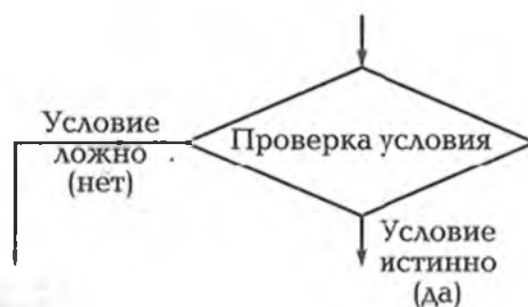 Условие
ложно
(нет)
Проверка условия
Условие
истинно
(да)